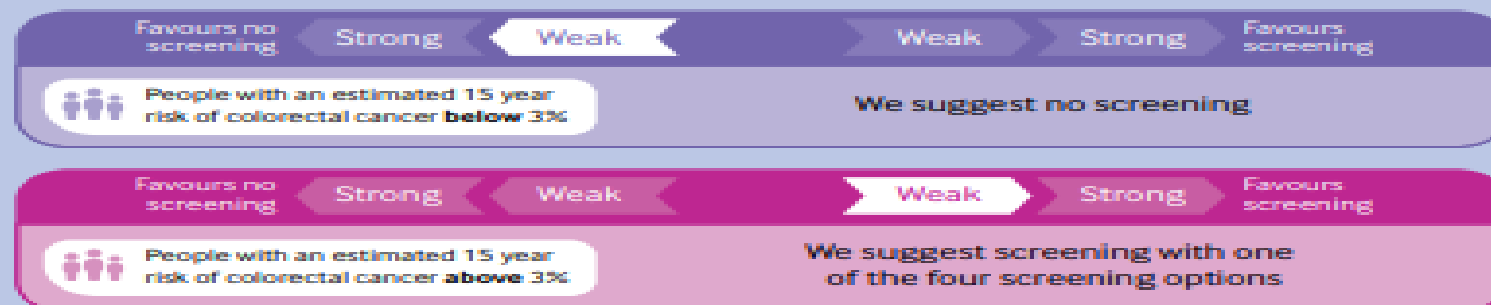 Favours no
screening
Strong
Weak
Weak
Strong
Favours
screening
People with an estimated 15 year
risk of colorectal cancer below 3%
We suggest no screening
Favours no
screening
Strong
Weak
Weak
Strong
Favours
screening
People with an estimated 15 year
risk of colorectal cancer above 3%
We suggest screening with one
of the four screening options